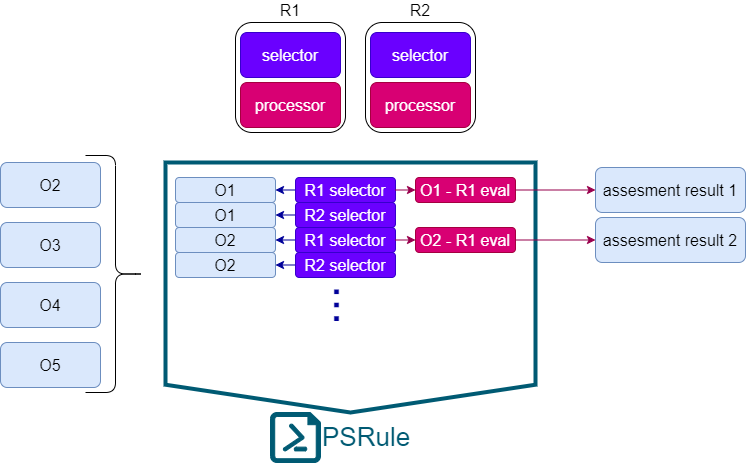 R1
R2
selector
selector
processor
processor
O2
O3
O4
O5
O1
R1 selector
O1 - R1 eval
assesment result 1
O1
R2 selector
O2
R1 selector
O2 - R1 eval
assesment result 2
O2
R2 selector
PSRule